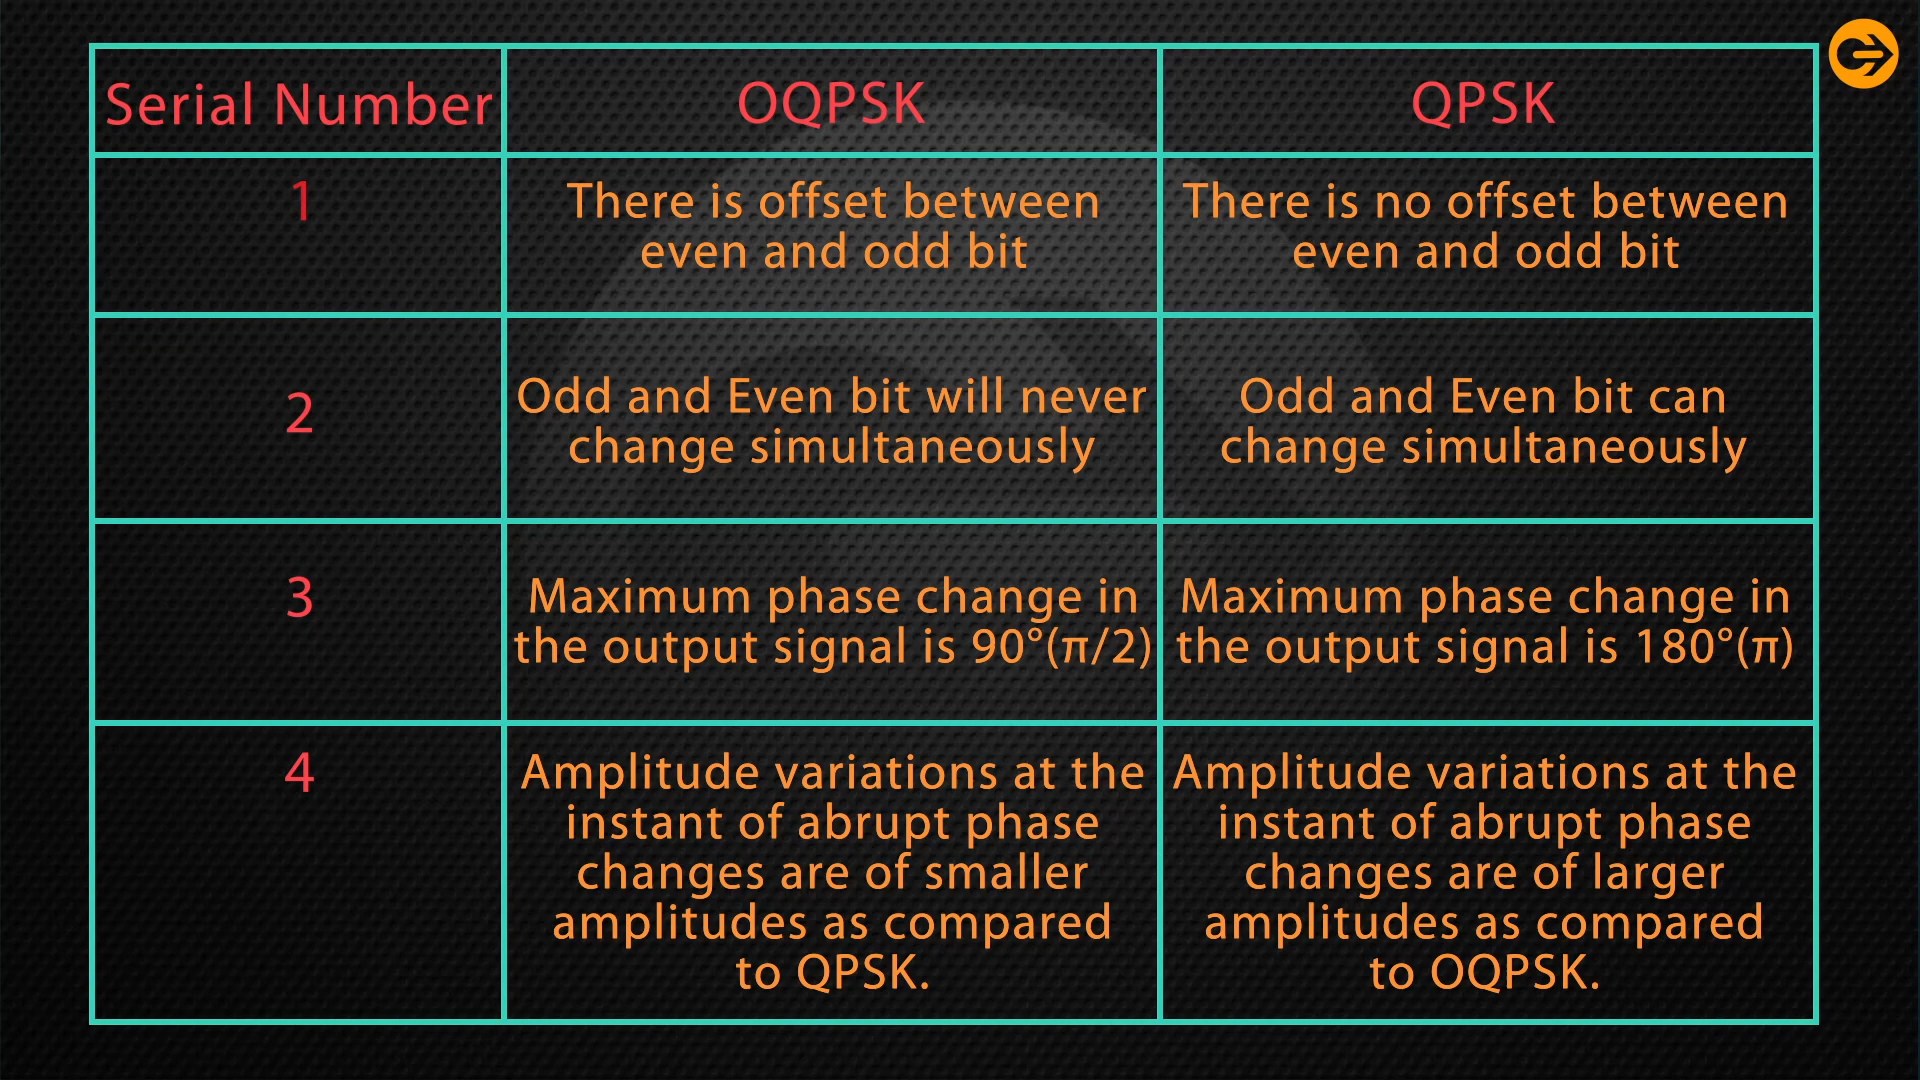 Serial Number
OQPSK
QPSK
1
There is offset between
even and odd bit
There is no offset between
even and odd bit
2
Odd and Even bit will never
change simultaneously
Odd and Even bit can
change simultaneously
3
Maximum phase change in
the output signal is 90°(π/2)
Maximum phase change in
the output signal is 180°(π)
4
Amplitude variations at the
instant of abrupt phase
changes are of smaller
amplitudes as compared
to QPSK.
Amplitude variations at the
instant of abrupt phase
changes are of larger
amplitudes as compared
to OQPSK.